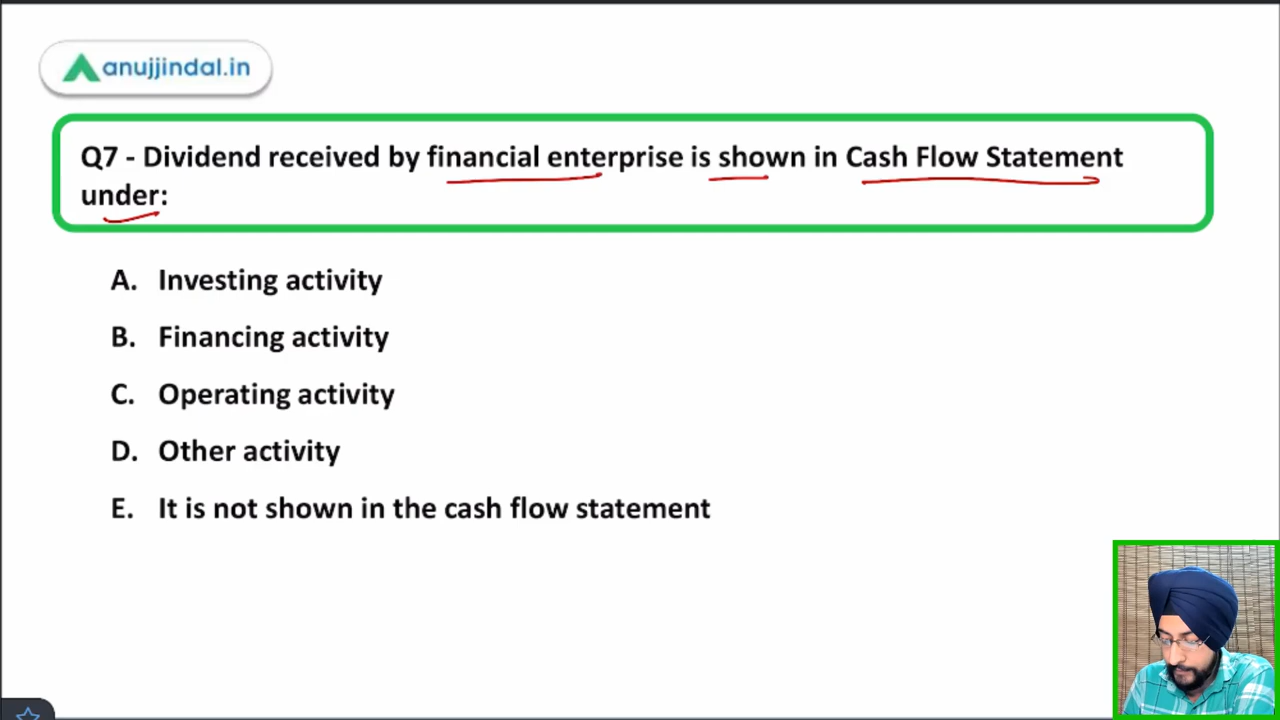 anujjindal.in
Q7 - Dividend received by financial enterprise is shown in Cash Flow Statement
under:
A. Investing activity
B. Financing activity
C. Operating activity
D. Other activity
E. It is not shown in the cash flow statement